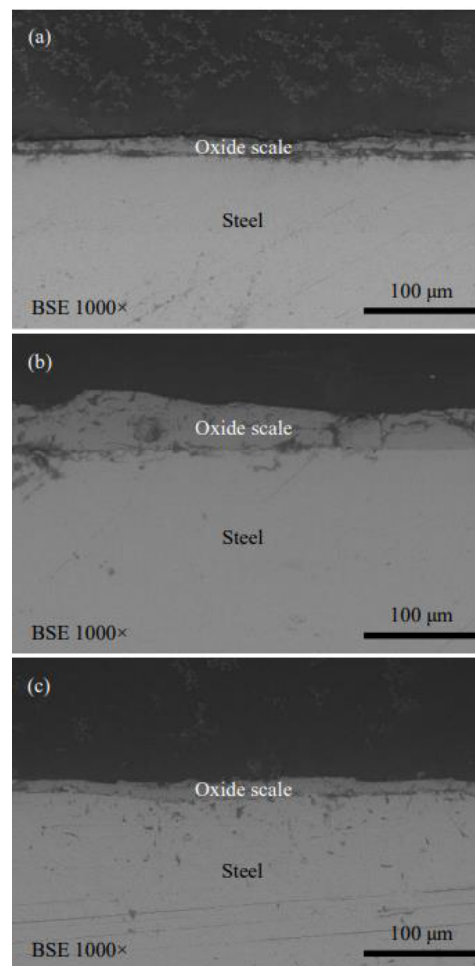 (a)
Oxide scale
Steel
100 μm
BSE 1000×
(b)
Oxide scale
Steel
100 μm
BSE 1000×
(c)
Oxide scale
Steel
100 μm
BSE 1000×